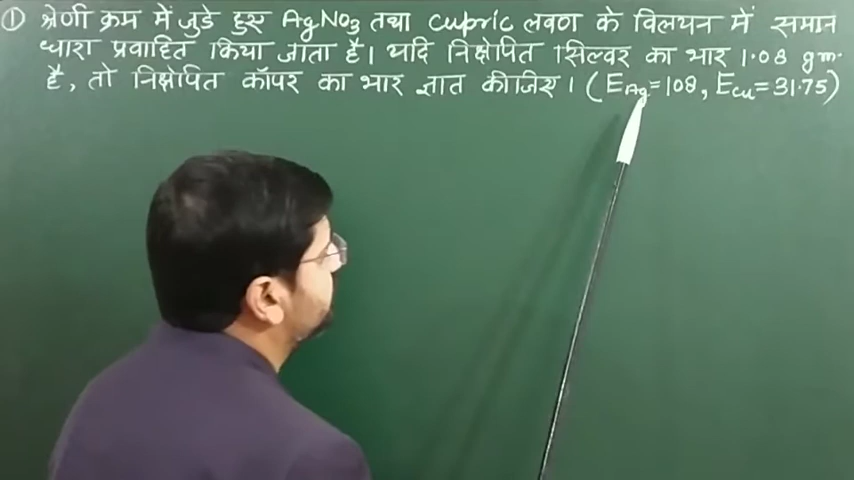 ① श्रेणी क्रम में जुडे हुए AgNO3 तथा cupric लवण के विलयन में समान
धारा प्रवाहित किया जाता है। यदि निक्षेपित सिल्वर का भार 1.08 gm.
है, तो निक्षेपित कॉपर का भार ज्ञात कीजिए। (EAg=108, ECu=31.75)